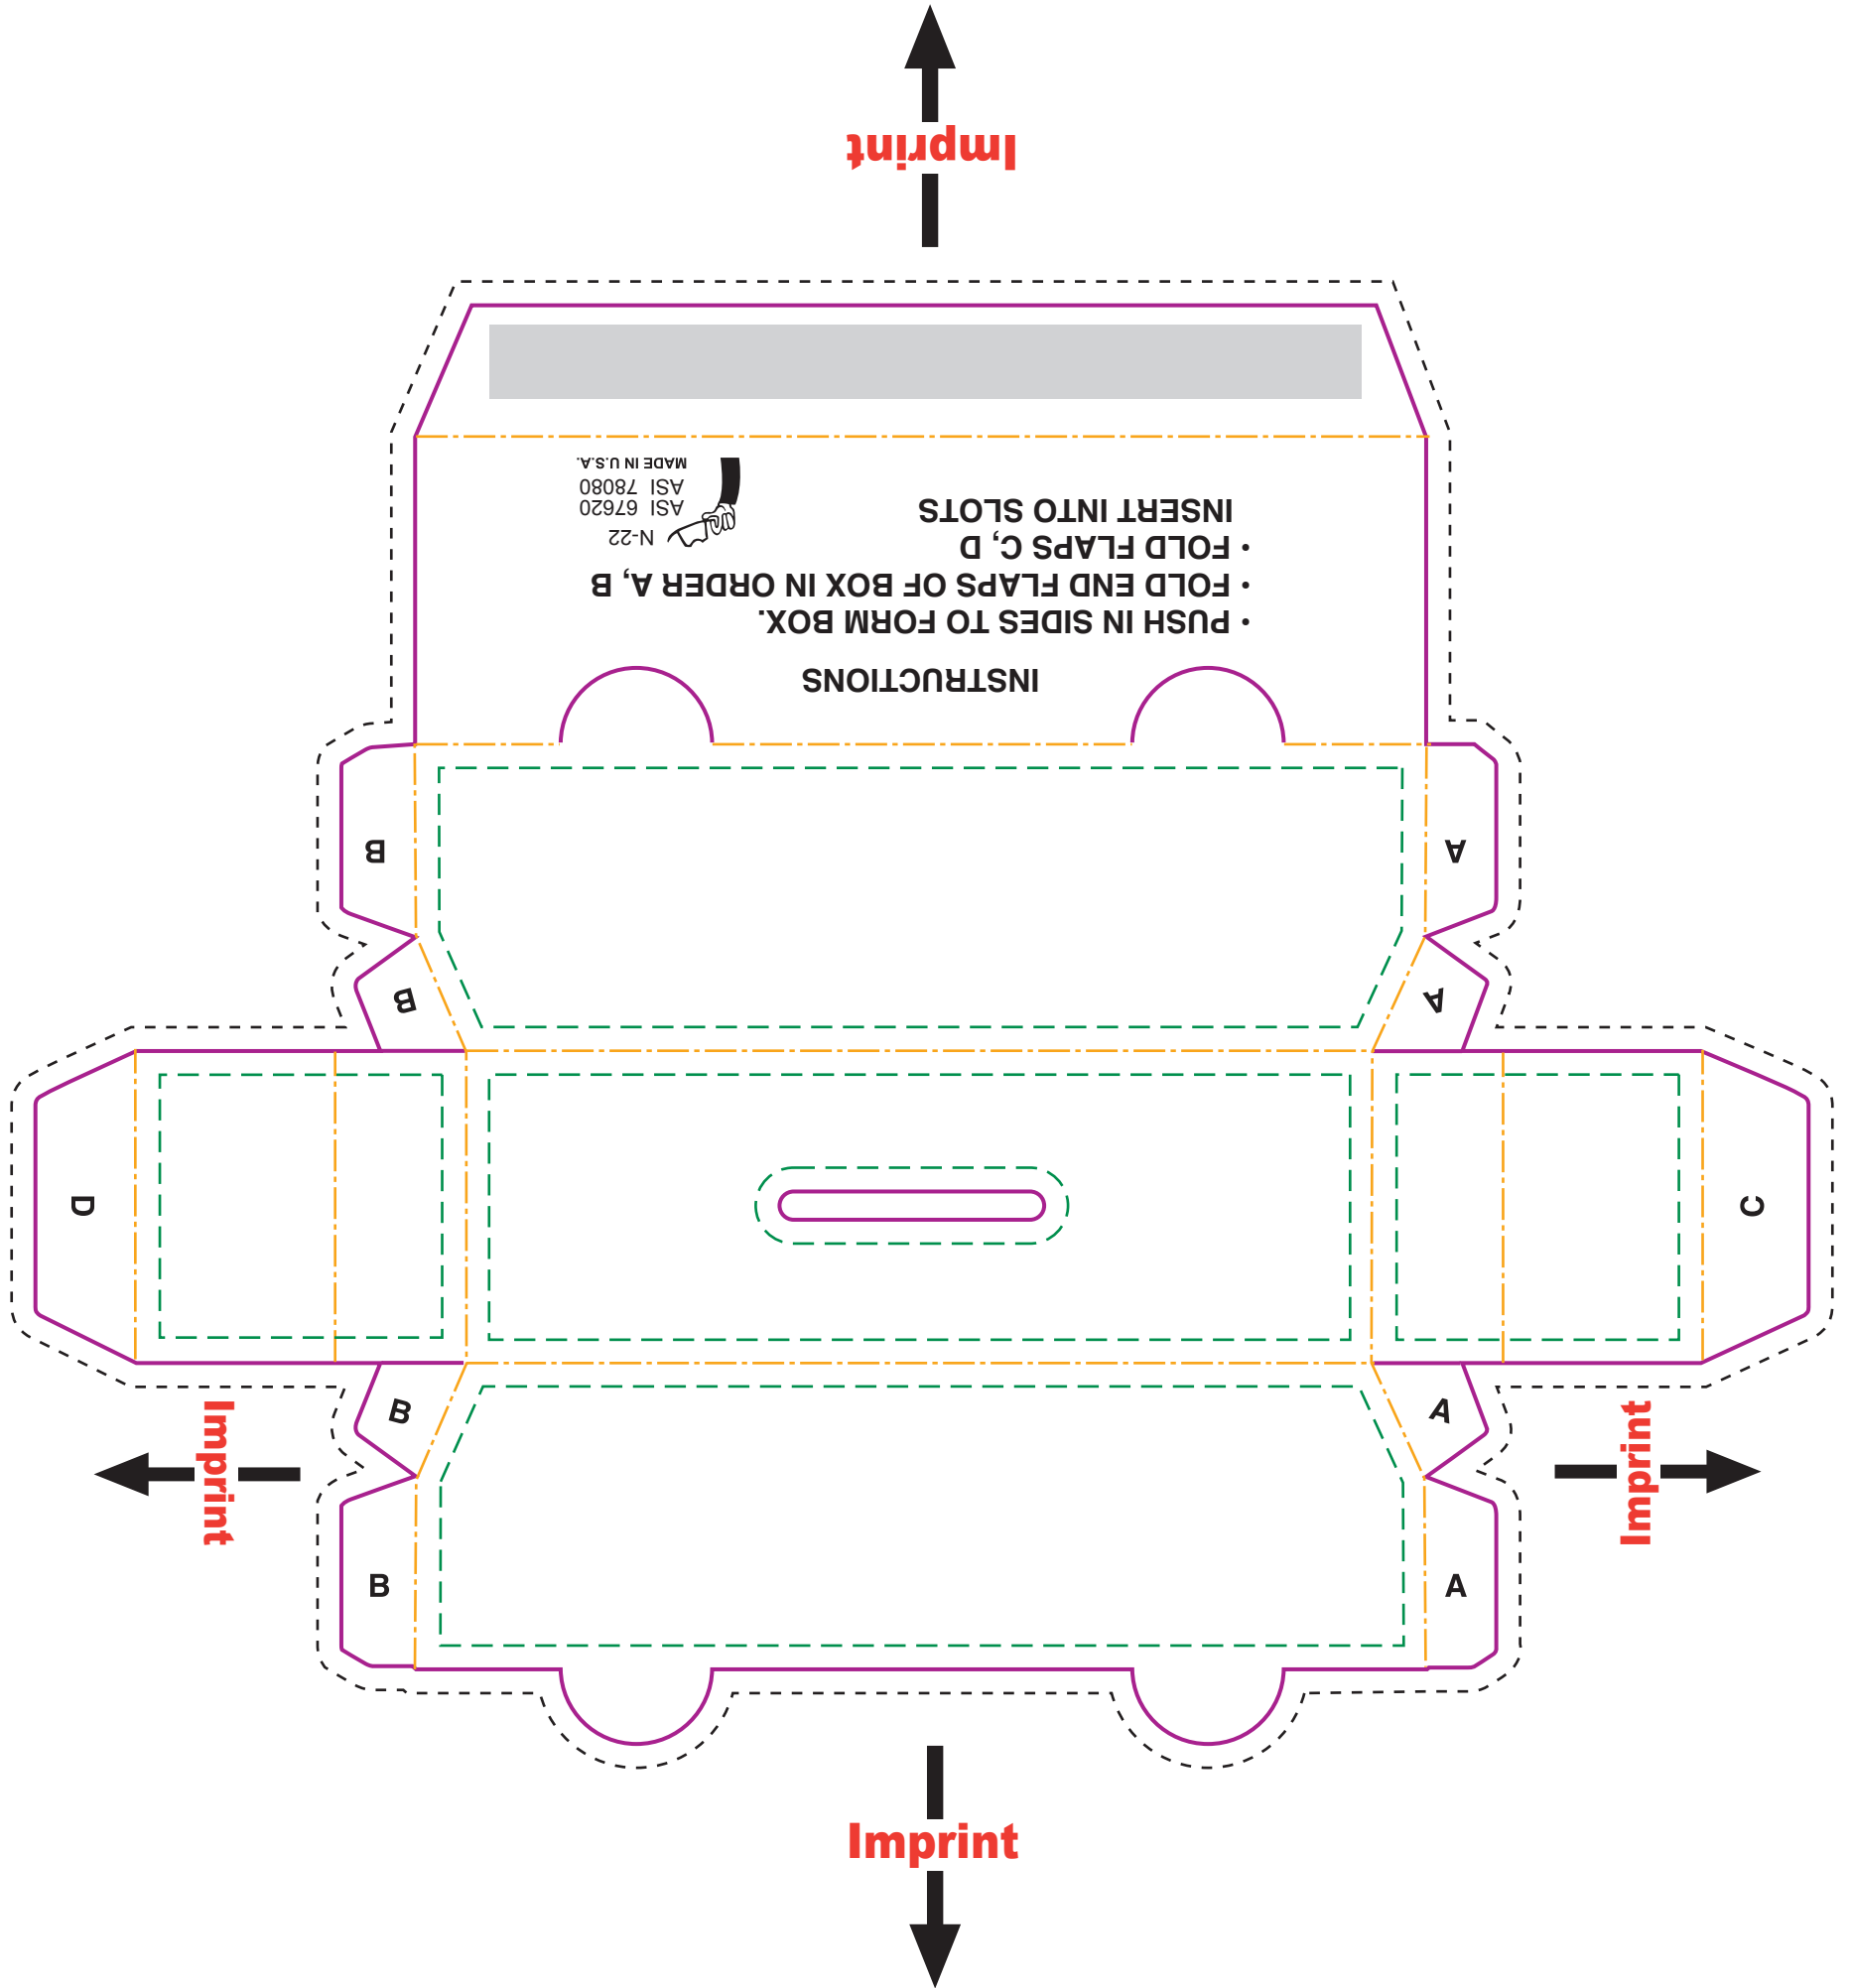 Imprint
INSTRUCTIONS
• PUSH IN SIDES TO FORM BOX.
• FOLD END FLAPS OF BOX IN ORDER A, B
• FOLD FLAPS C, D
INSERT INTO SLOTS
N-22
ASI 67620
ASI 78080
MADE IN U.S.A.
B
A
B
A
D
C
B
A
Imprint
Imprint
B
A
Imprint